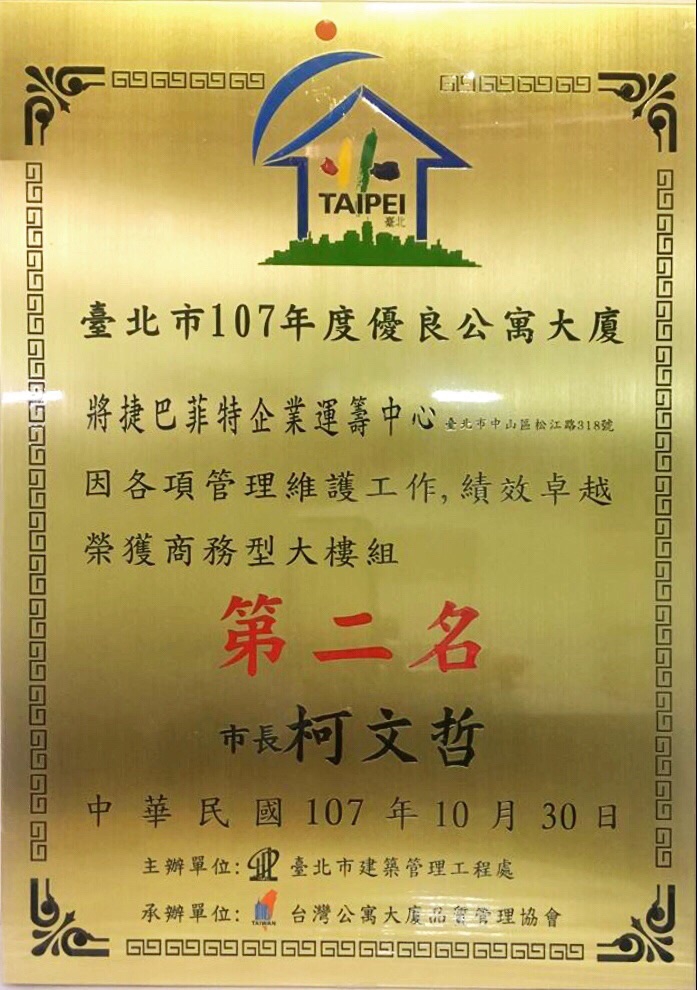 TAIPEI
臺北
臺北市107年度優良公寓大廈
將捷巴菲特企業運籌中心 臺北市中山區松江路318號
因各項管理維護工作,績效卓越
榮獲商務型大樓組
第二名
市長柯文哲
中華民國107年10月30日
主辦單位: 臺北市建築管理工程處
承辦單位: TAIWAN 台灣公寓大廈品質管理協會